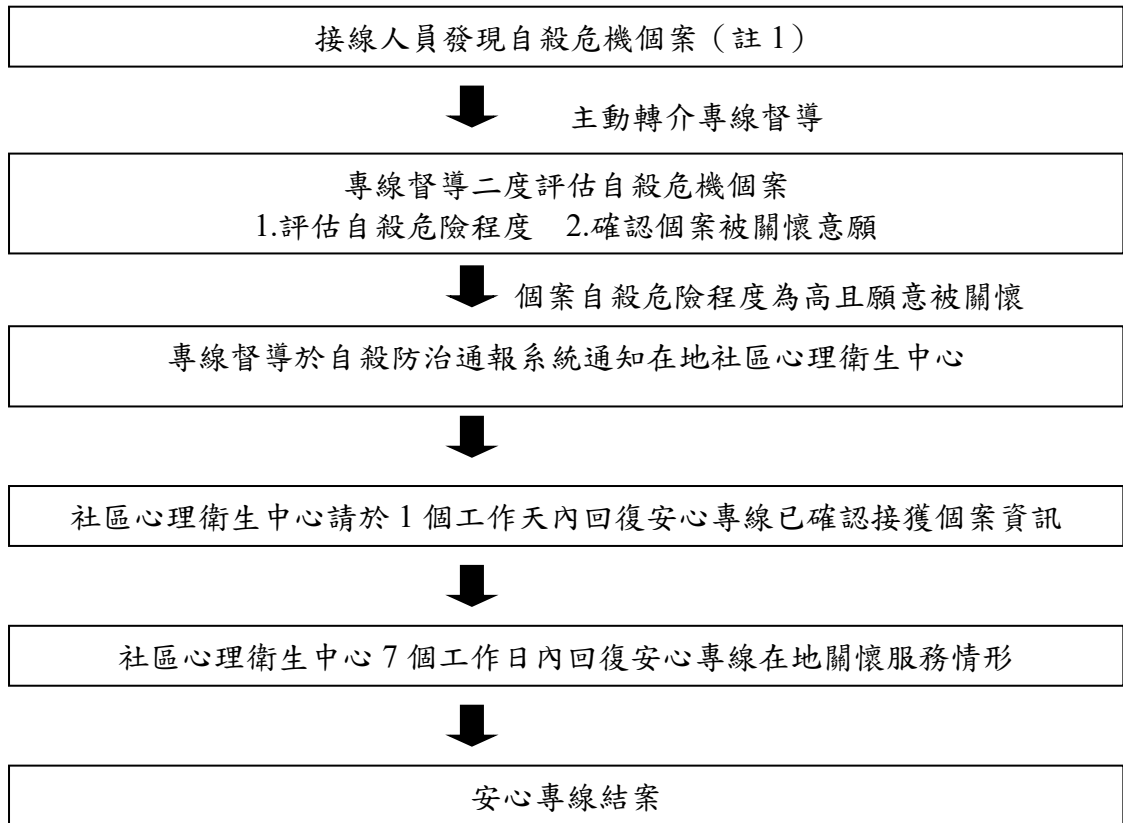 接線人員發現自殺危機個案（註 1）
主動轉介專線督導
專線督導二度評估自殺危機個案
1.評估自殺危險程度　2.確認個案被關懷意願
個案自殺危險程度為高且願意被關懷
專線督導於自殺防治通報系統通知在地社區心理衛生中心
社區心理衛生中心請於 1 個工作天內回復安心專線已確認接獲個案資訊
社區心理衛生中心 7 個工作日內回復安心專線在地關懷服務情形
安心專線結案